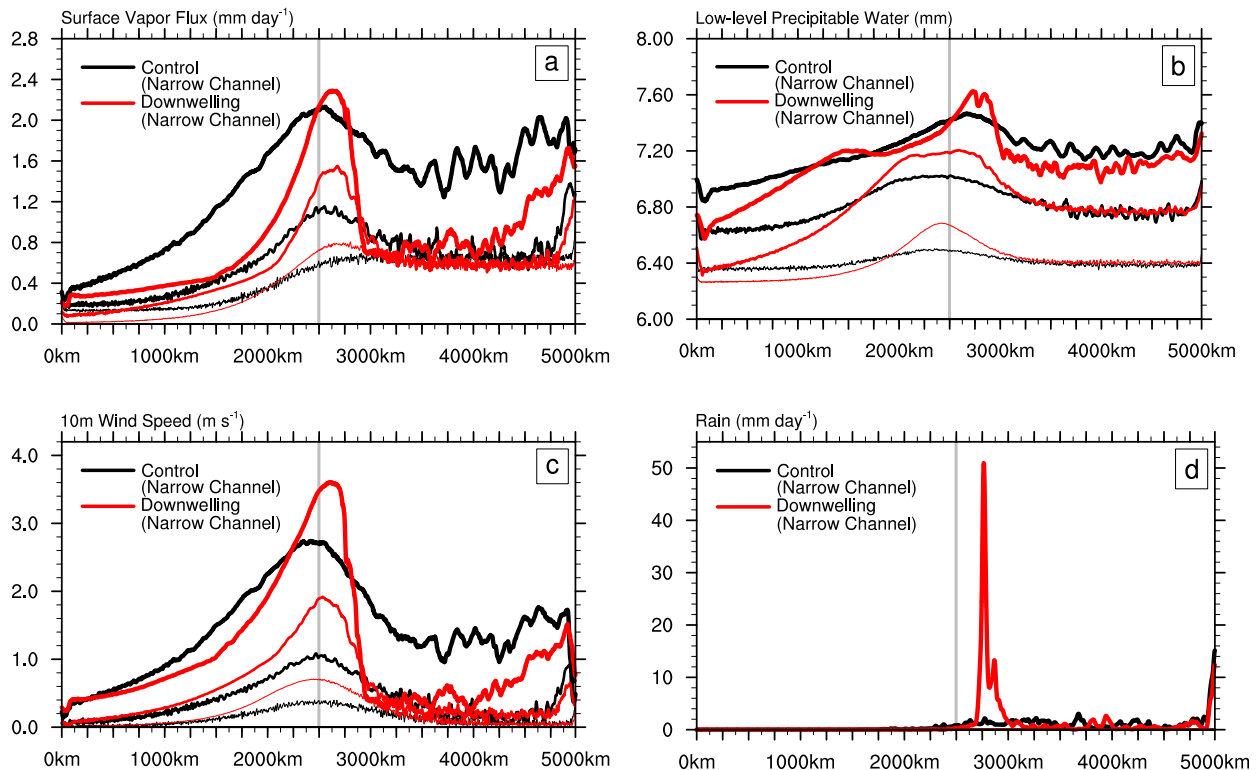 Surface Vapor Flux (mm day⁻¹)
a
2.8
2.4
2.0
1.6
1.2
0.8
0.4
0.0
Control
(Narrow Channel)
Downwelling
(Narrow Channel)
0km 1000km 2000km 3000km 4000km 5000km
Low-level Precipitable Water (mm)
b
8.00
7.60
7.20
6.80
6.40
6.00
Control
(Narrow Channel)
Downwelling
(Narrow Channel)
0km 1000km 2000km 3000km 4000km 5000km
10m Wind Speed (m s⁻¹)
c
4.0
3.0
2.0
1.0
0.0
Control
(Narrow Channel)
Downwelling
(Narrow Channel)
0km 1000km 2000km 3000km 4000km 5000km
Rain (mm day⁻¹)
d
50
40
30
20
10
0
Control
(Narrow Channel)
Downwelling
(Narrow Channel)
0km 1000km 2000km 3000km 4000km 5000km